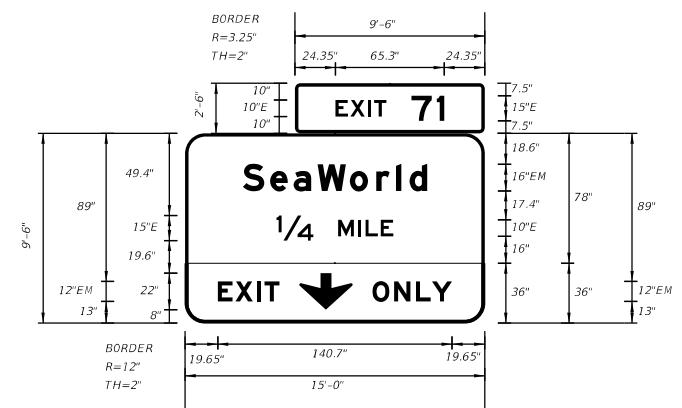 BORDER
R=3.25"
TH=2"
9'-6"
24.35" 65.3" 24.35"
2'-6"
10"
10"E
10"
EXIT 71
7.5"
15"E
7.5"
9'-6"
89"
12"EM
13"
49.4"
15"E
19.6"
22"
8"
SeaWorld
1/4 MILE
EXIT ONLY
18.6"
16"EM
17.4"
10"E
16"
36"
78"
36"
89"
12"EM
13"
BORDER
R=12"
TH=2"
19.65" 140.7" 19.65"
15'-0"